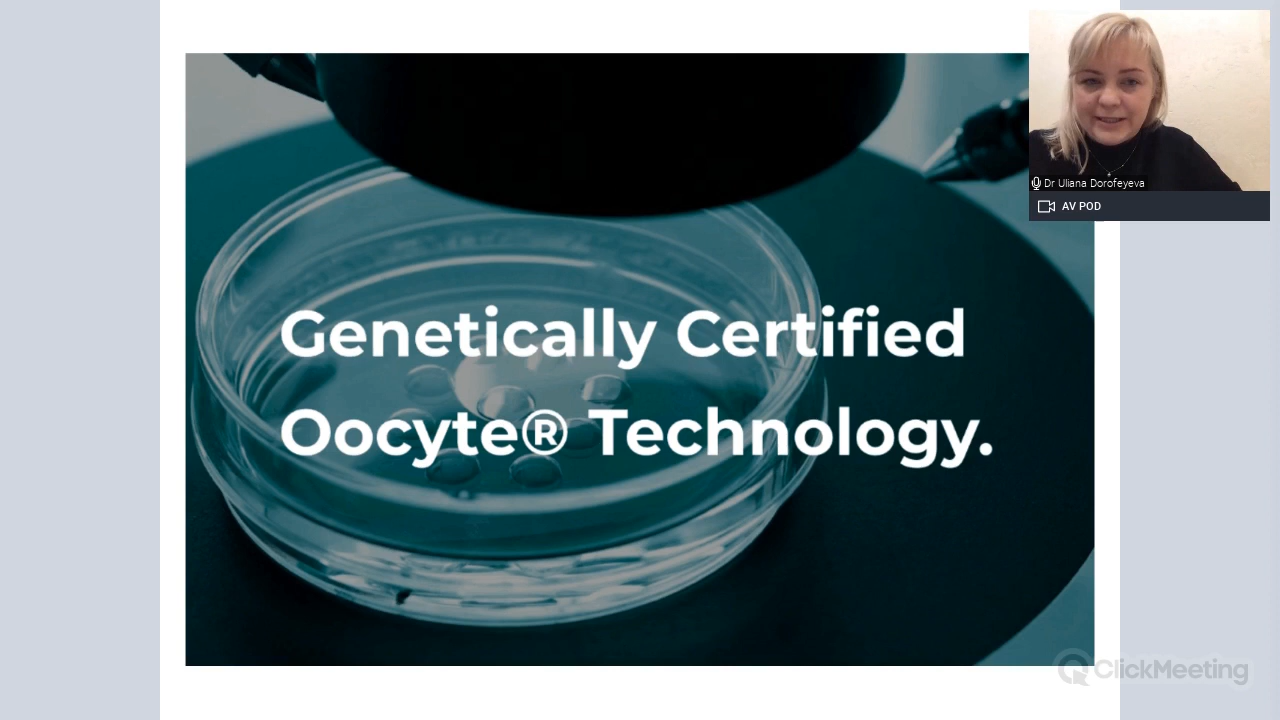 Genetically Certified
Oocyte® Technology.
Dr Uliana Dorofeyeva
AV POD
ClickMeeting